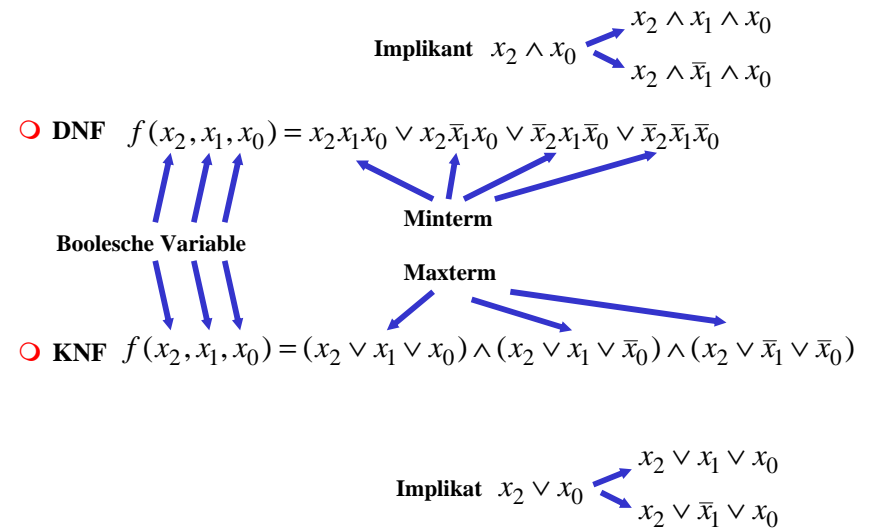 x₂ ∧ x₁ ∧ x₀
Implikant x₂ ∧ x₀
x₂ ∧ x̅₁ ∧ x₀
DNF f(x₂, x₁, x₀) = x₂x₁x₀ ∨ x₂x̅₁x₀ ∨ x̅₂x₁x̅₀ ∨ x̅₂x̅₁x̅₀
Minterm
Boolesche Variable
Maxterm
KNF f(x₂, x₁, x₀) = (x₂ ∨ x₁ ∨ x₀) ∧ (x₂ ∨ x₁ ∨ x̅₀) ∧ (x₂ ∨ x̅₁ ∨ x̅₀)
x₂ ∨ x₁ ∨ x₀
Implikat x₂ ∨ x₀
x₂ ∨ x̅₁ ∨ x₀